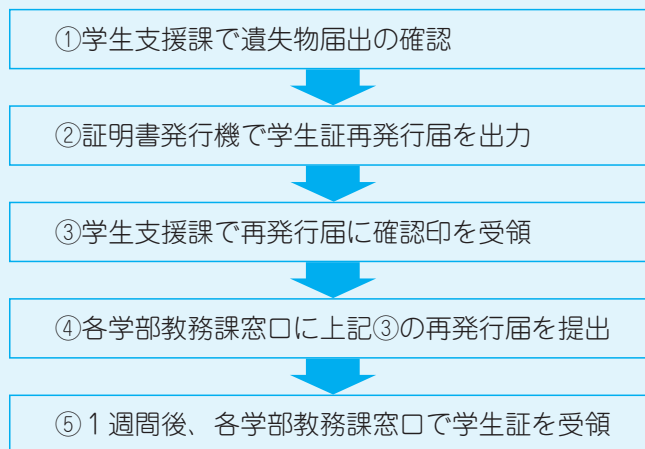 ①学生支援課で遺失物届出の確認
②証明書発行機で学生証再発行届を出力
③学生支援課で再発行届に確認印を受領
④各学部教務課窓口に上記③の再発行届を提出
⑤1週間後、各学部教務課窓口で学生証を受領